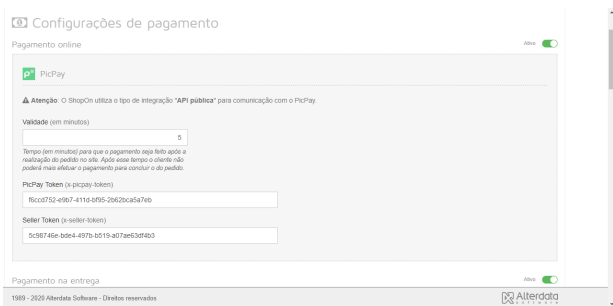 Configurações de pagamento
Pagamento online
Ativo
PicPay
Atenção: O ShopOn utiliza o tipo de integração "API pública" para comunicação com o PicPay.
Validade (em minutos)
5
Tempo (em minutos) para que o pagamento seja feito após a
realização do pedido no site. Após esse tempo o cliente não
poderá mais efetuar o pagamento para concluir o do pedido.
PicPay Token (x-picpay-token)
f6ccd752-e9b7-411d-bf95-2b62bca5a7eb
Seller Token (x-seller-token)
5c98746e-bde4-497b-b519-a07ae63df4b3
Pagamento na entrega
Ativo
1989 - 2020 Alterdata Software - Direitos reservados
Alterdata
software